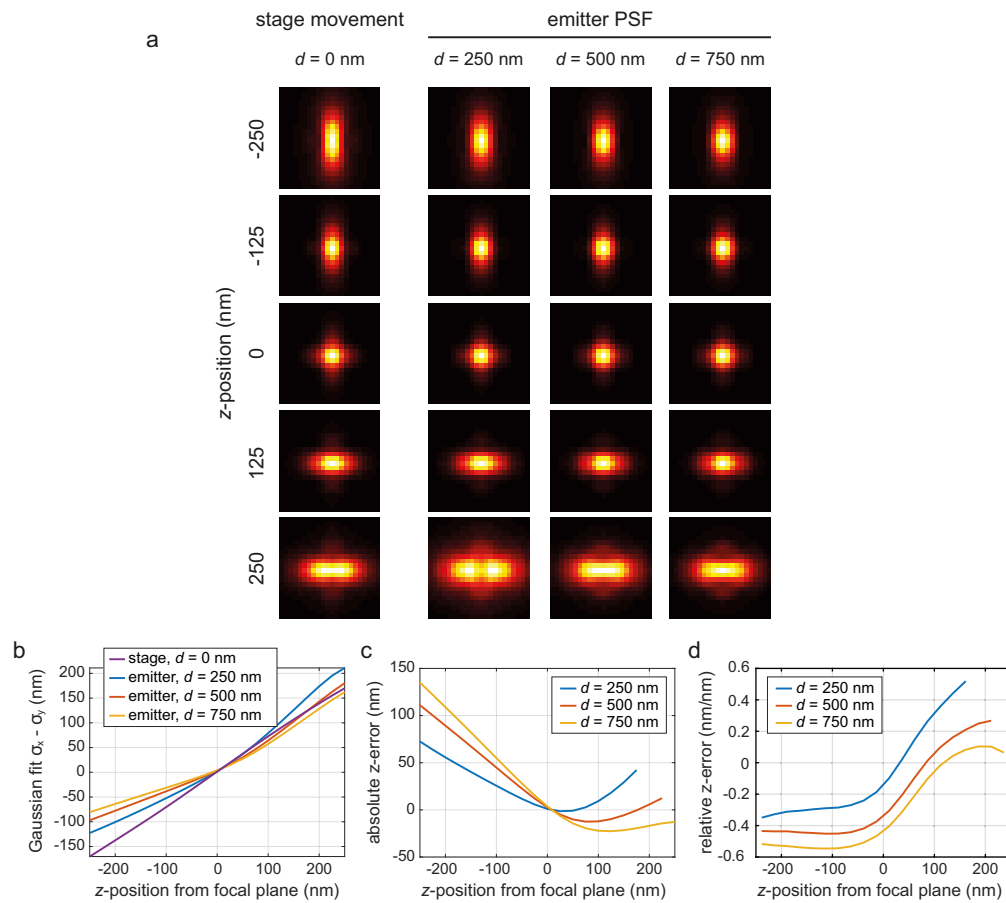 stage movement
emitter PSF
a
d = 0 nm
d = 250 nm
d = 500 nm
d = 750 nm
z-position (nm)
-250
-125
0
125
250
b
Gaussian fit σx - σy (nm)
200
150
100
50
0
-50
-100
-150
stage, d = 0 nm
emitter, d = 250 nm
emitter, d = 500 nm
emitter, d = 750 nm
-200
-100
0
100
200
z-position from focal plane (nm)
c
absolute z-error (nm)
150
100
50
0
-50
d = 250 nm
d = 500 nm
d = 750 nm
-200
-100
0
100
200
z-position from focal plane (nm)
d
relative z-error (nm/nm)
0.6
0.4
0.2
0
-0.2
-0.4
-0.6
d = 250 nm
d = 500 nm
d = 750 nm
-200
-100
0
100
200
z-position from focal plane (nm)